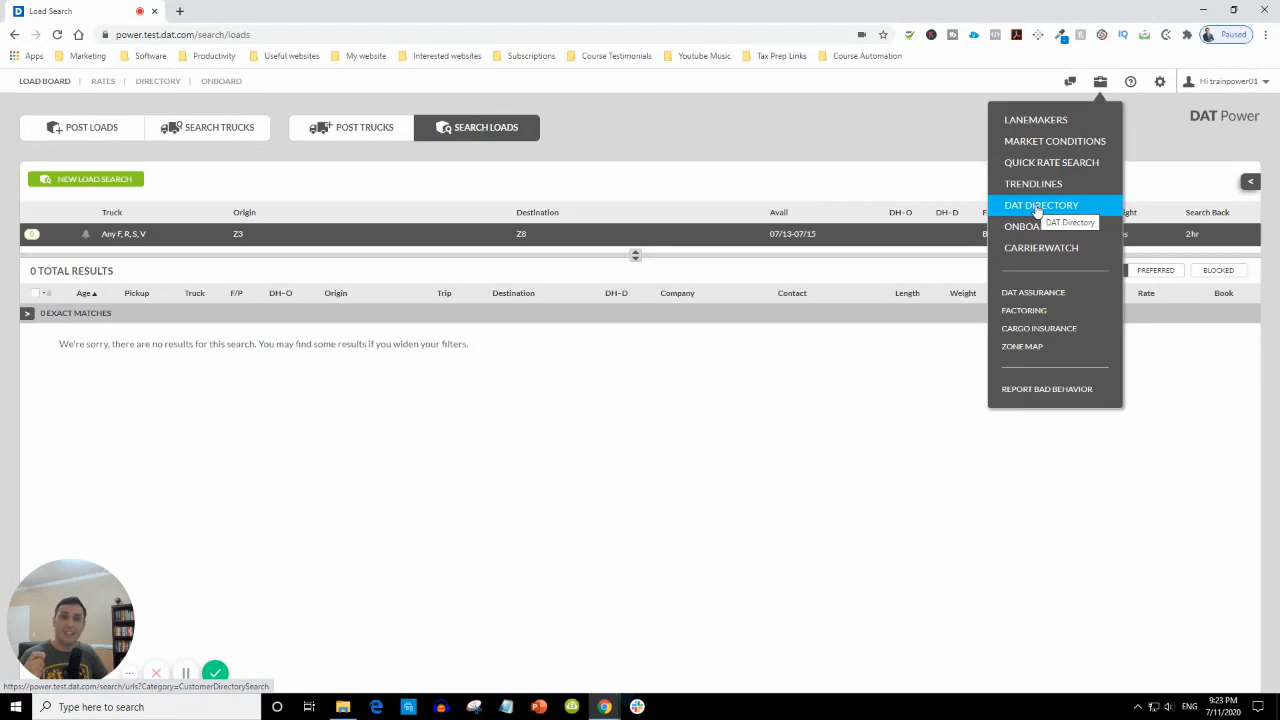 Load Search
power.test.dat.com/search/loads
Paused
Apps Marketing Software Productivity Useful websites My website Interested websites Subscriptions Course Testimonials YouTube Music Tax Prep Links Course Automation
LOAD BOARD RATES DIRECTORY ONBOARD
Hi trainpower01
POST LOADS SEARCH TRUCKS POST TRUCKS SEARCH LOADS
DAT Power
NEW LOAD SEARCH
Truck Origin Destination Avail DH–O DH–D Search Back
0 Any F, R, S, V Z3 Z8 07/13-07/15 2hr
0 TOTAL RESULTS
PREFERRED BLOCKED
Age Pickup Truck F/P DH–O Origin Trip Destination DH–D Company Contact Length Weight Rate Book
0 EXACT MATCHES
We're sorry, there are no results for this search. You may find some results if you widen your filters.
LANEMAKERS
MARKET CONDITIONS
QUICK RATE SEARCH
TRENDLINES
DAT DIRECTORY
DAT Directory
CARRIERWATCH
DAT ASSURANCE
FACTORING
CARGO INSURANCE
ZONE MAP
REPORT BAD BEHAVIOR
https://power.test.dat.com/search/urls?Category=CustomerDirectorySearch
Type here to search
ENG
9:23 PM
7/11/2020